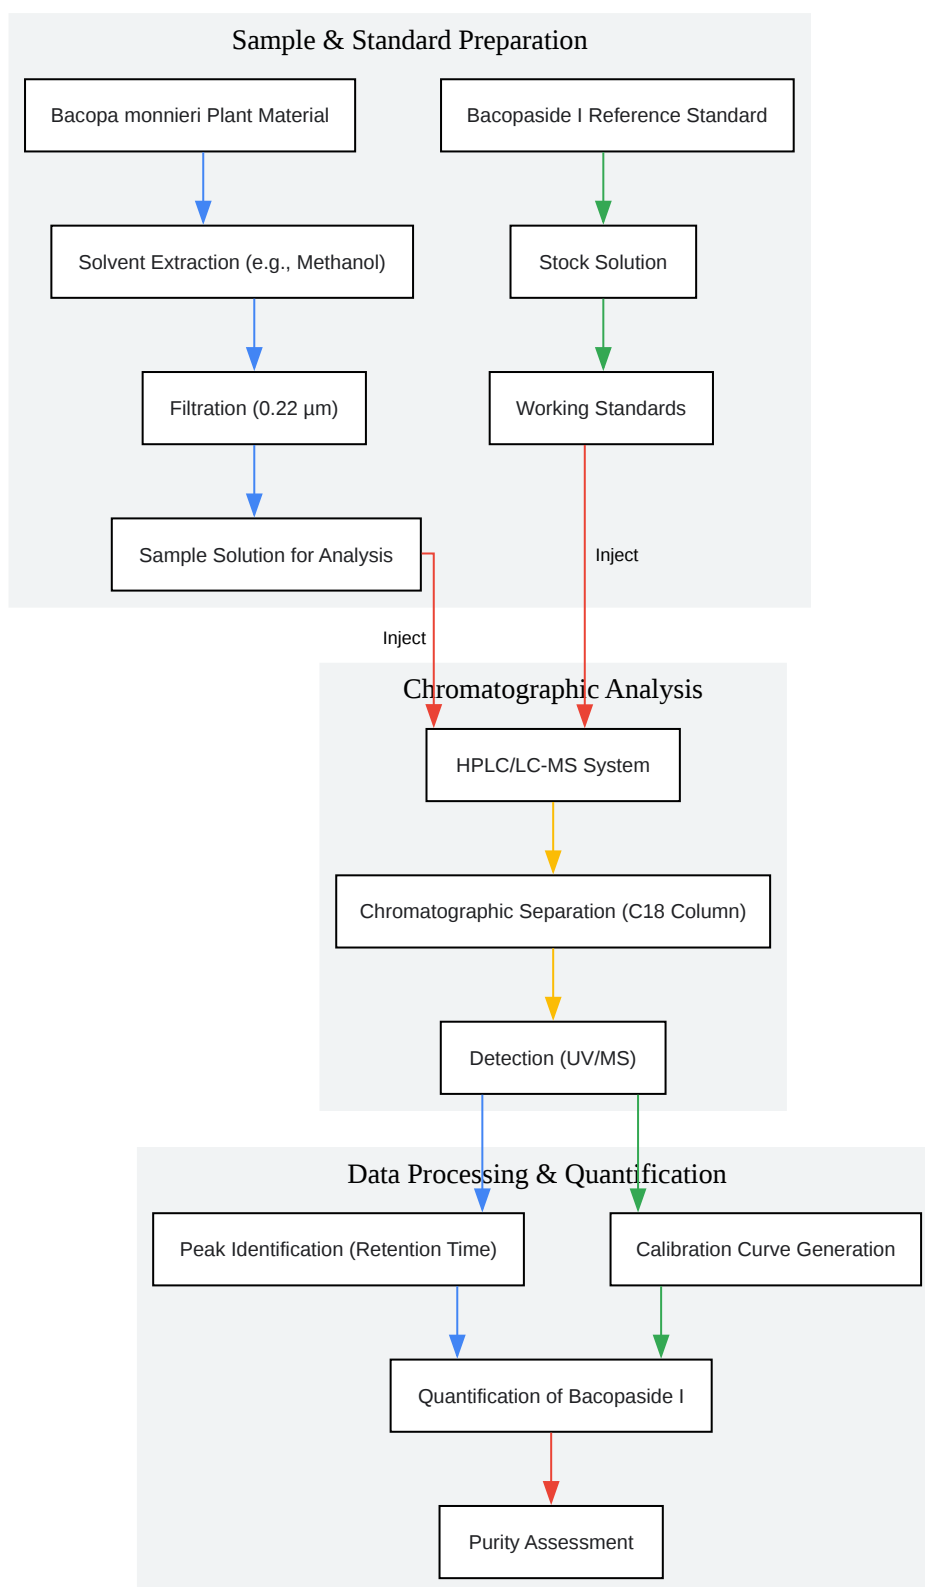 Sample & Standard Preparation
Bacopa monnieri Plant Material
Bacopaside I Reference Standard
Solvent Extraction (e.g., Methanol)
Stock Solution
Filtration (0.22 µm)
Working Standards
Sample Solution for Analysis
Inject
Inject
Chromatographic Analysis
HPLC/LC-MS System
Chromatographic Separation (C18 Column)
Detection (UV/MS)
Data Processing & Quantification
Peak Identification (Retention Time)
Calibration Curve Generation
Quantification of Bacopaside I
Purity Assessment